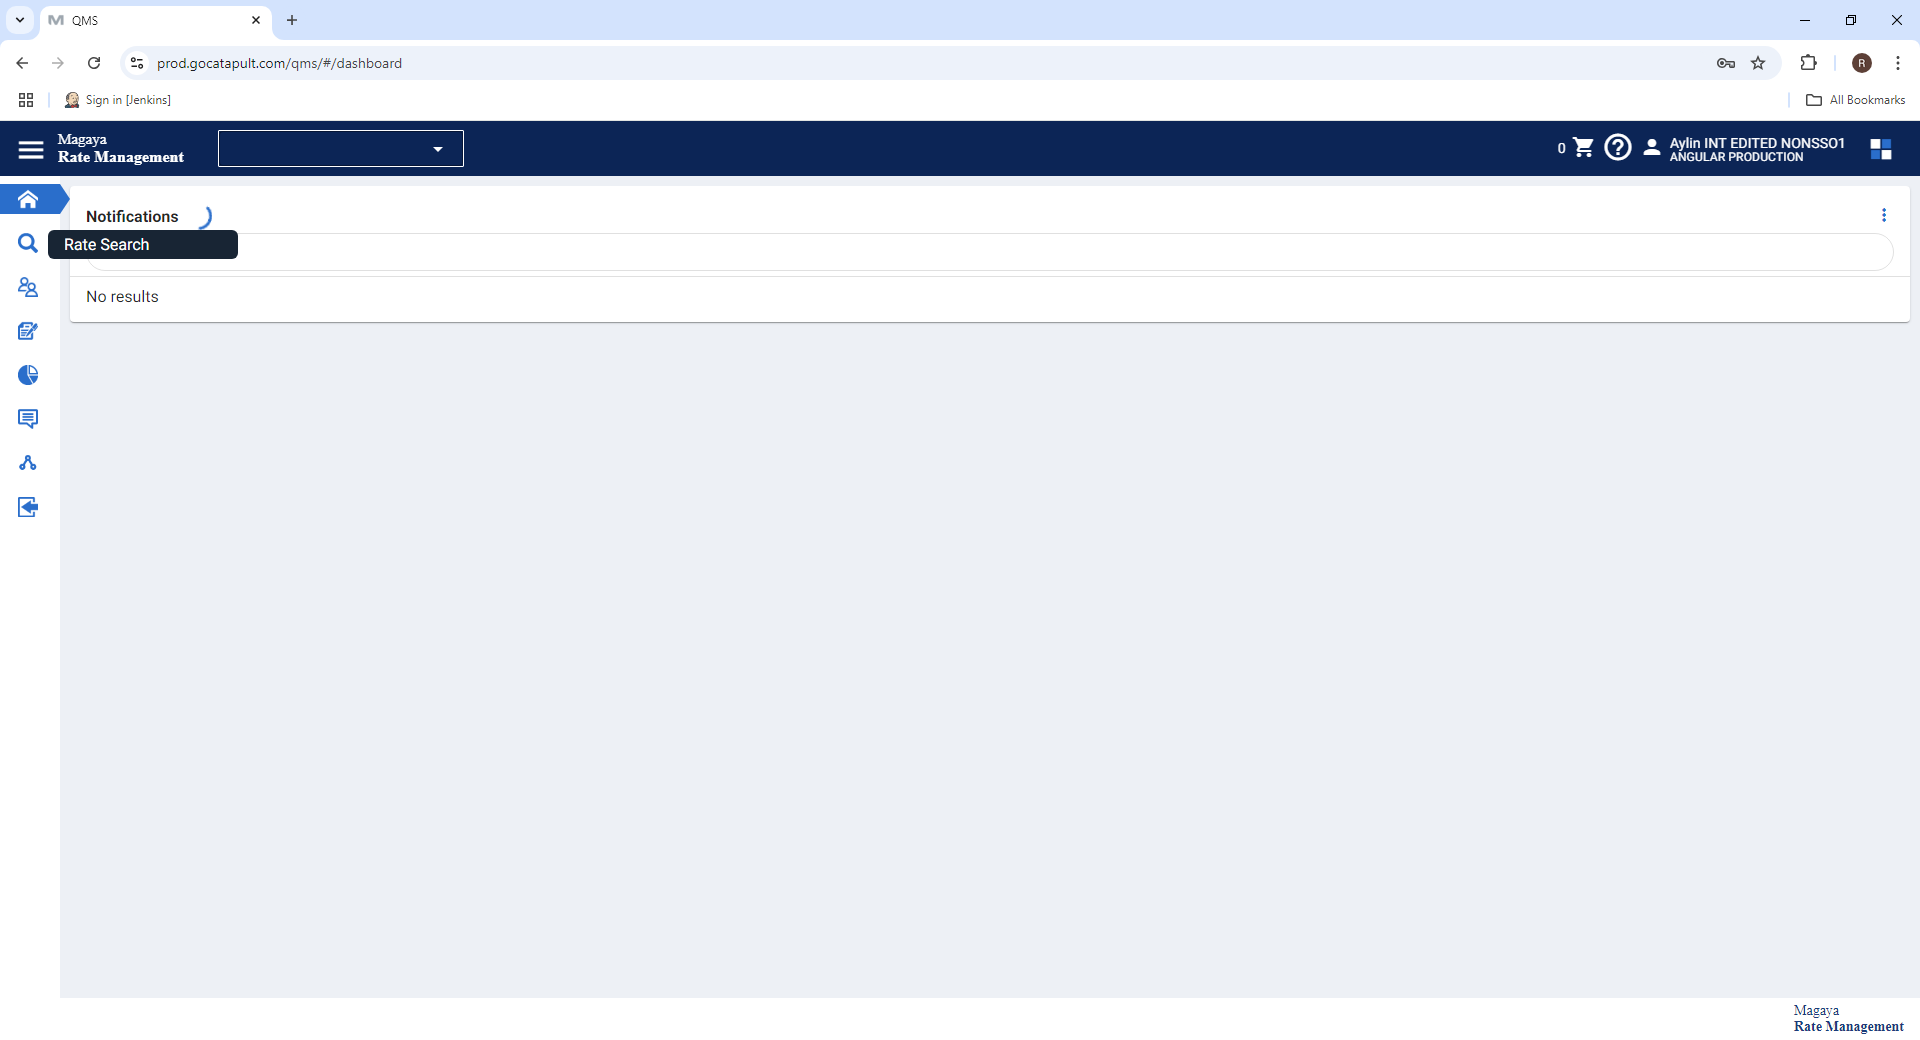 QMS
prod.gocatapult.com/qms/#/dashboard
R
Sign in [Jenkins]
All Bookmarks
Magaya
Rate Management
0
Aylin INT EDITED NONSSO1
ANGULAR PRODUCTION
Notifications
Rate Search
No results
Magaya
Rate Management